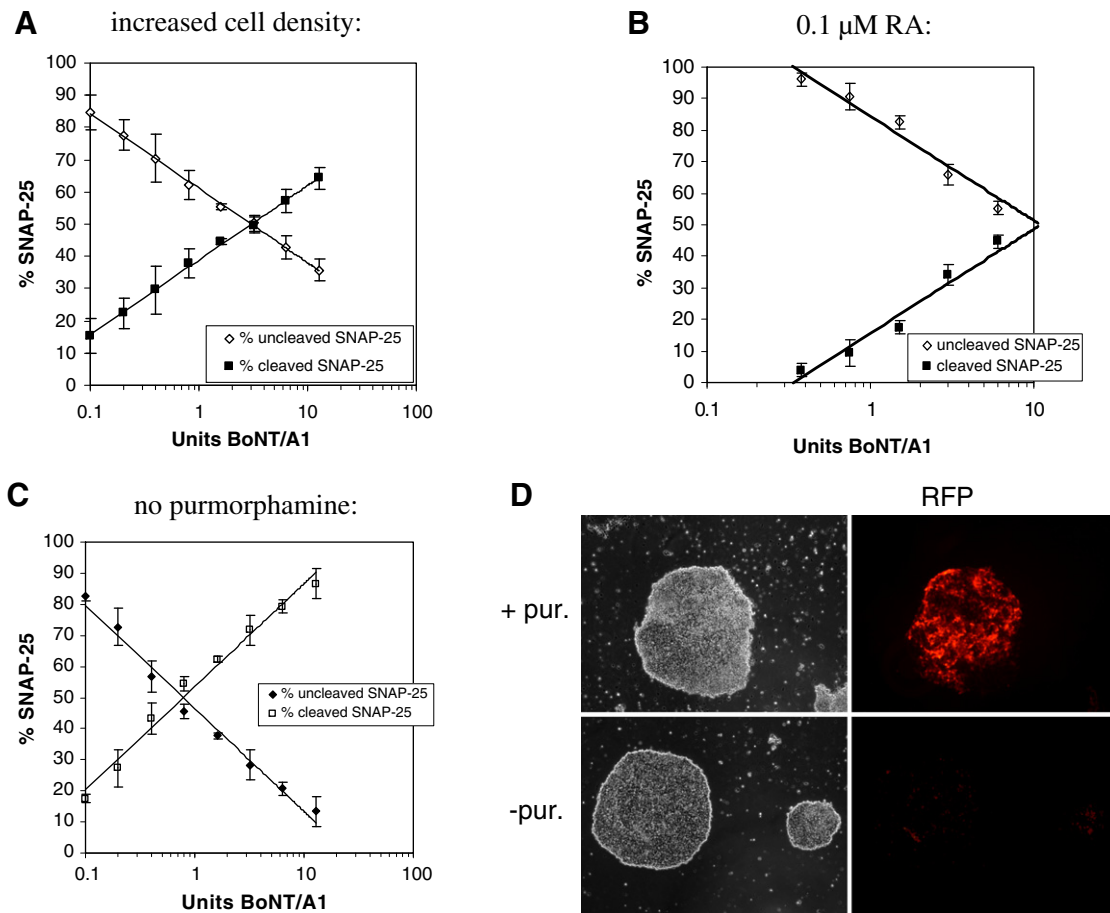 A
increased cell density:
100
90
80
70
60
50
40
30
20
10
0
% SNAP-25
% uncleaved SNAP-25
% cleaved SNAP-25
0.1
1
10
100
Units BoNT/A1
B
0.1 µM RA:
100
90
80
70
60
50
40
30
20
10
0
% SNAP-25
uncleaved SNAP-25
cleaved SNAP-25
0.1
1
10
Units BoNT/A1
C
no purmorphamine:
100
90
80
70
60
50
40
30
20
10
0
% SNAP-25
% uncleaved SNAP-25
% cleaved SNAP-25
0.1
1
10
100
Units BoNT/A1
D
RFP
+ pur.
-pur.